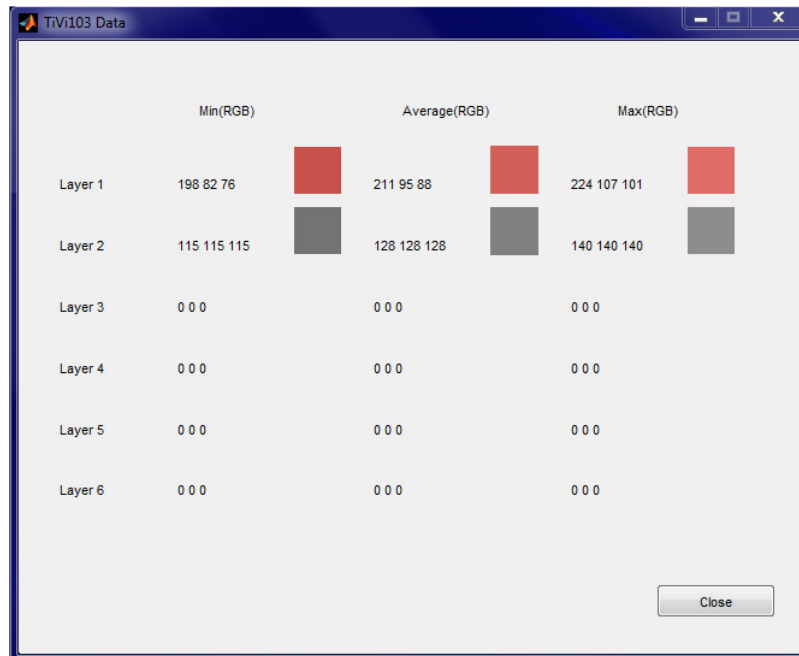 TiVi103 Data
Min(RGB) Average(RGB) Max(RGB)
Layer 1 198 82 76 211 95 88 224 107 101
Layer 2 115 115 115 128 128 128 140 140 140
Layer 3 0 0 0 0 0 0 0 0 0
Layer 4 0 0 0 0 0 0 0 0 0
Layer 5 0 0 0 0 0 0 0 0 0
Layer 6 0 0 0 0 0 0 0 0 0
Close